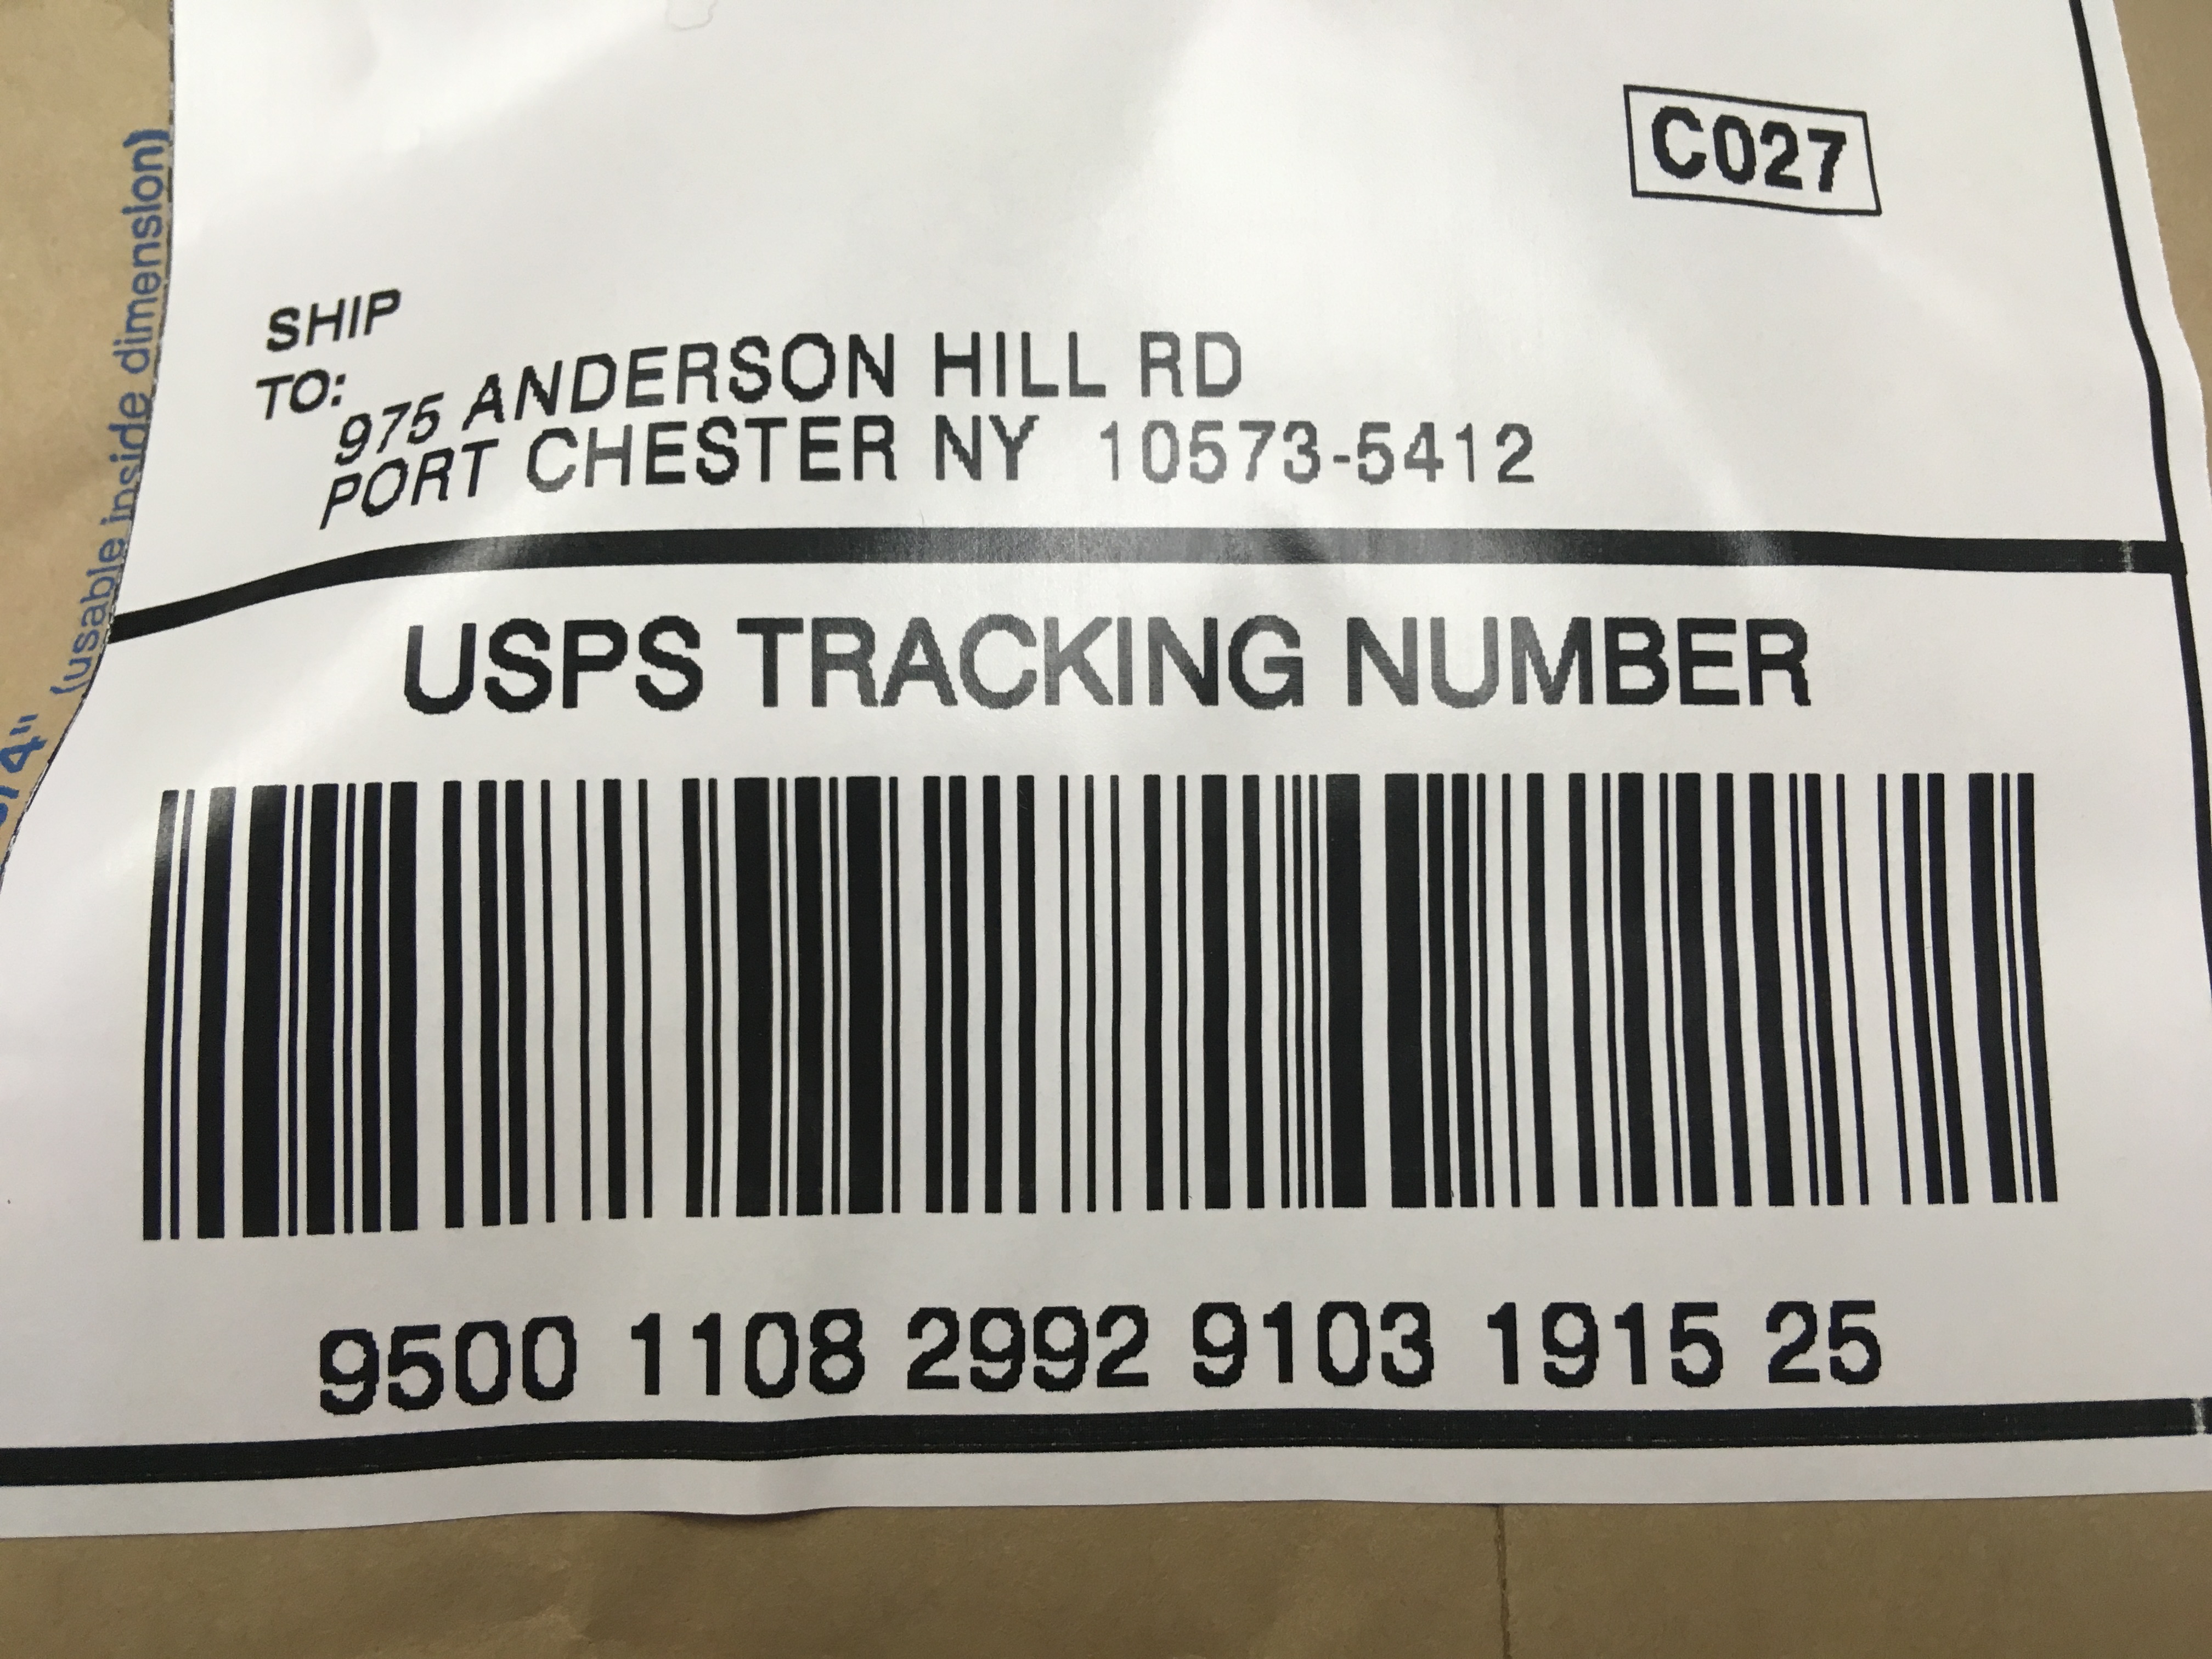 C027
SHIP
TO:
975 ANDERSON HILL RD
PORT CHESTER NY 10573-5412
USPS TRACKING NUMBER
9500 1108 2992 9103 1915 25
(usable inside dimension)